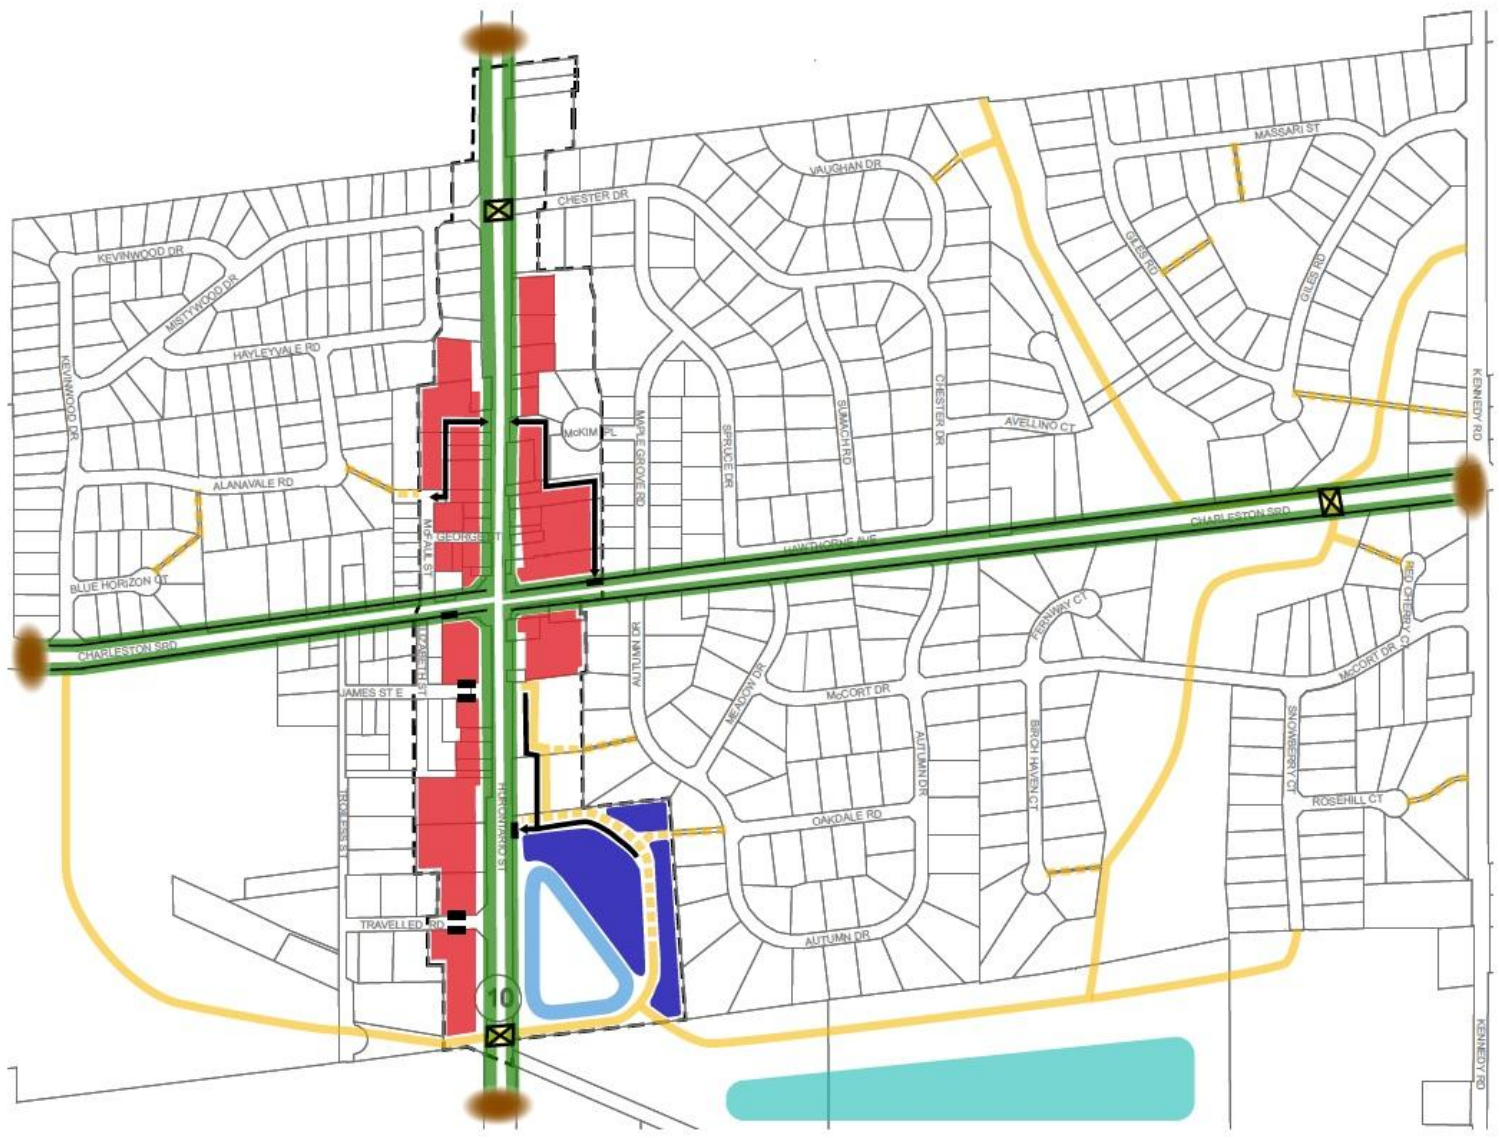 MASSARI ST
VAUGHAN DR
CHESTER DR
KEVINWOOD DR
GILES RD
GILES RD
MISTYWOOD DR
HAYLEYVALE RD
KEVINWOOD DR
KENNEDY RD
CHESTER DR
SUMACH RD
MAPLE GROVE RD
SPRUCE DR
AVELLINO CT
McKIM PL
ALANAVALE RD
McFAUL ST
GEORGE ST
CHARLESTON SRD
HAWTHORNE AVE
BLUE HORIZON CT
RED CHERRY CT
FERNWAY CT
CHARLESTON SRD
AUTUMN DR
McCORT DR
MEADOW DR
McCORT DR
JAMES ST E
SNOWBERRY CT
BIRCH HAVEN CT
AUTUMN DR
HURONTARIO ST
ROSEHILL CT
OAKDALE RD
TRAVELLED RD
AUTUMN DR
10
KENNEDY RD